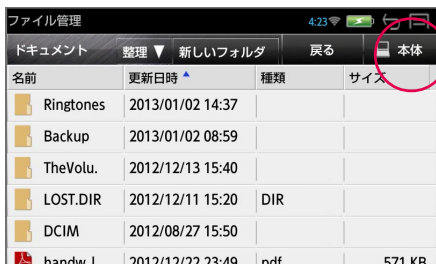 ファイル管理 4:23
ドキュメント 整理 ▼ 新しいフォルダ 戻る 本体
名前 更新日時 種類 サイズ
Ringtones 2013/01/02 14:37
Backup 2013/01/02 08:59
TheVolu. 2012/12/13 15:40
LOST.DIR 2012/12/11 15:20 DIR
DCIM 2012/08/27 15:50
handw_l 2012/12/22 23:49 pdf 571 KB